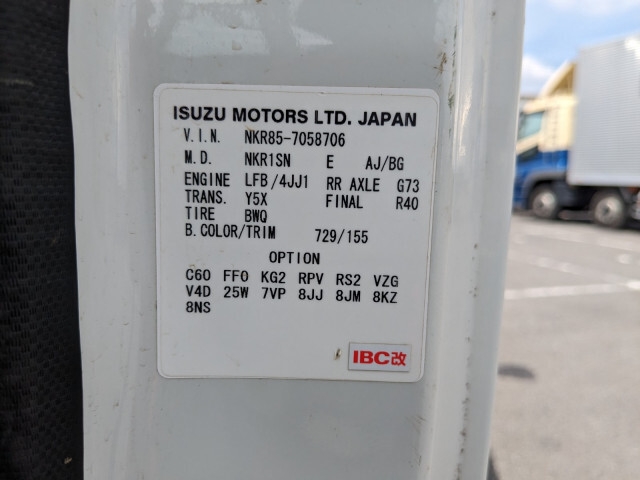 ISUZU MOTORS LTD. JAPAN
V.I.N. NKR85-7058706
M.D. NKR1SN E AJ/BG
ENGINE LFB/4JJ1 RR AXLE G73
TRANS. Y5X FINAL R40
TIRE BWQ
B.COLOR/TRIM 729/155
OPTION
C60 FF0 KG2 RPV RS2 VZG
V4D 25W 7VP 8JJ 8JM 8KZ
8NS
IBC改